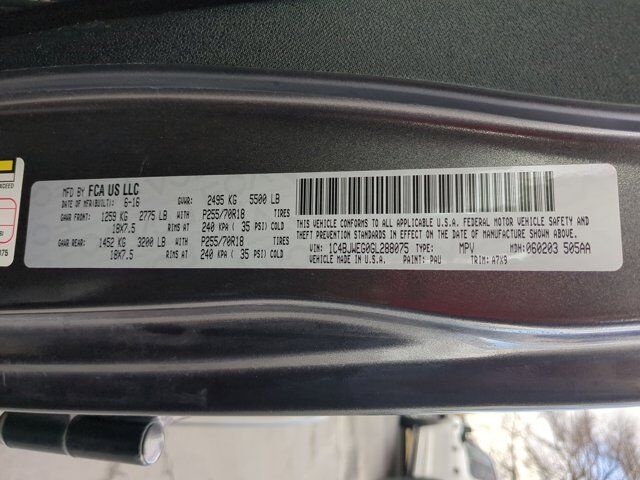 MFD BY FCA US LLC
DATE OF MFR(BUILT): 6-16 GVWR: 2495 KG 5500 LB
GAWR FRONT: 1259 KG 2775 LB WITH P255/70R18 TIRES
18X7.5 RIMS AT 240 KPA ( 35 PSI) COLD
GAWR REAR: 1452 KG 3200 LB WITH P255/70R18 TIRES
18X7.5 RIMS AT 240 KPA ( 35 PSI) COLD
THIS VEHICLE CONFORMS TO ALL APPLICABLE U.S.A. FEDERAL MOTOR VEHICLE SAFETY
AND THEFT PREVENTION STANDARDS IN EFFECT ON THE DATE OF MANUFACTURE SHOWN ABOVE.
VIN: 1C4BJWEG0GL288075 TYPE: MPV MDH: 060203 505AA
VEHICLE MADE IN U.S.A. PAINT: PAU TRIM: A7X9
EXCEED